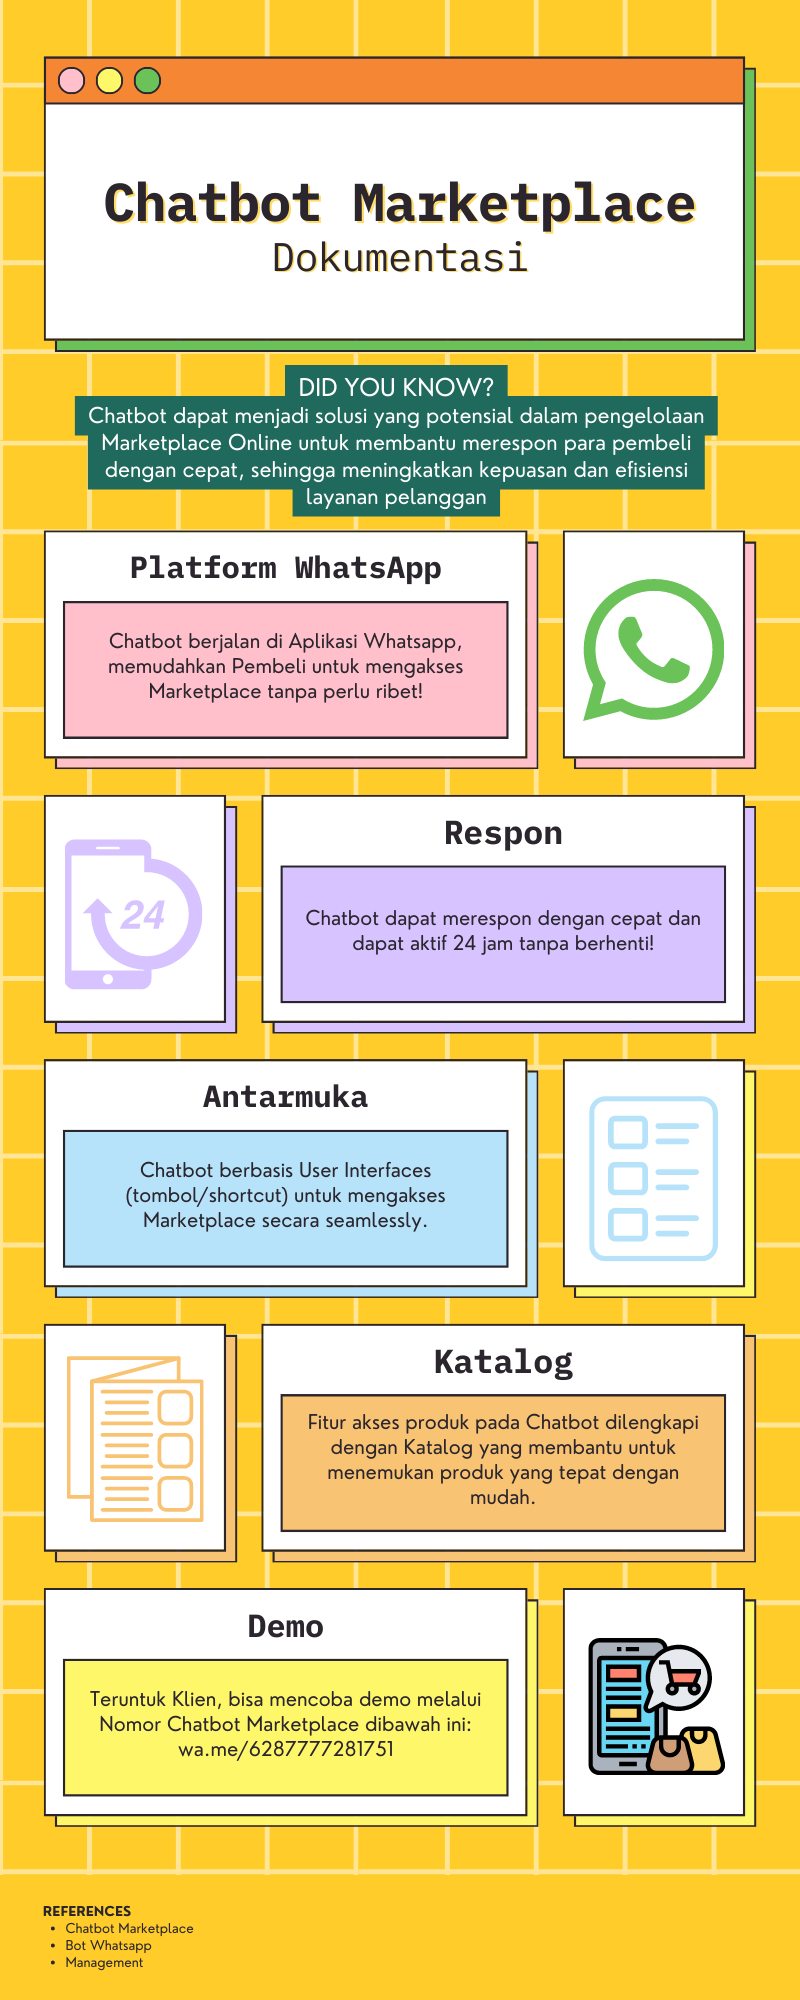 Chatbot Marketplace
Dokumentasi
DID YOU KNOW?
Chatbot dapat menjadi solusi yang potensial dalam pengelolaan
Marketplace Online untuk membantu merespon para pembeli
dengan cepat, sehingga meningkatkan kepuasan dan efisiensi
layanan pelanggan
Platform WhatsApp
Chatbot berjalan di Aplikasi Whatsapp,
memudahkan Pembeli untuk mengakses
Marketplace tanpa perlu ribet!
24
Respon
Chatbot dapat merespon dengan cepat dan
dapat aktif 24 jam tanpa berhenti!
Antarmuka
Chatbot berbasis User Interfaces
(tombol/shortcut) untuk mengakses
Marketplace secara seamlessly.
Katalog
Fitur akses produk pada Chatbot dilengkapi
dengan Katalog yang membantu untuk
menemukan produk yang tepat dengan
mudah.
Demo
Teruntuk Klien, bisa mencoba demo melalui
Nomor Chatbot Marketplace dibawah ini:
wa.me/6287777281751
REFERENCES
• Chatbot Marketplace
• Bot Whatsapp
• Management